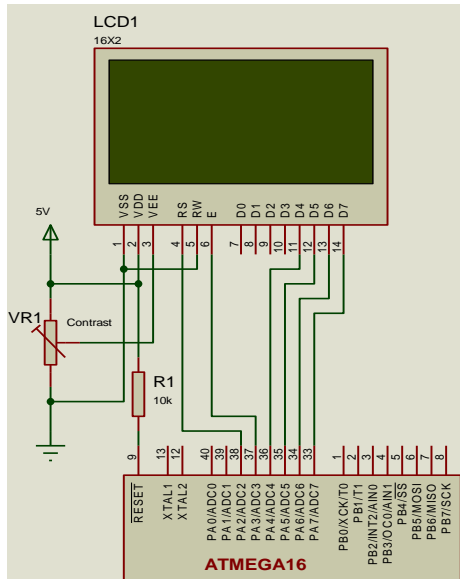 LCD1
16X2
VSS VDD VEE RS RW E D0 D1 D2 D3 D4 D5 D6 D7
1 2 3 4 5 6 7 8 9 10 11 12 13 14
5V
VR1
Contrast
R1
10k
9 13 12 40 39 38 37 36 35 34 33 1 2 3 4 5 6 7 8
RESET XTAL1 XTAL2 PA0/ADC0 PA1/ADC1 PA2/ADC2 PA3/ADC3 PA4/ADC4 PA5/ADC5 PA6/ADC6 PA7/ADC7 PB0/XCK/T0 PB1/T1 PB2/INT2/AIN0 PB3/OC0/AIN1 PB4/SS PB5/MOSI PB6/MISO PB7/SCK
ATMEGA16